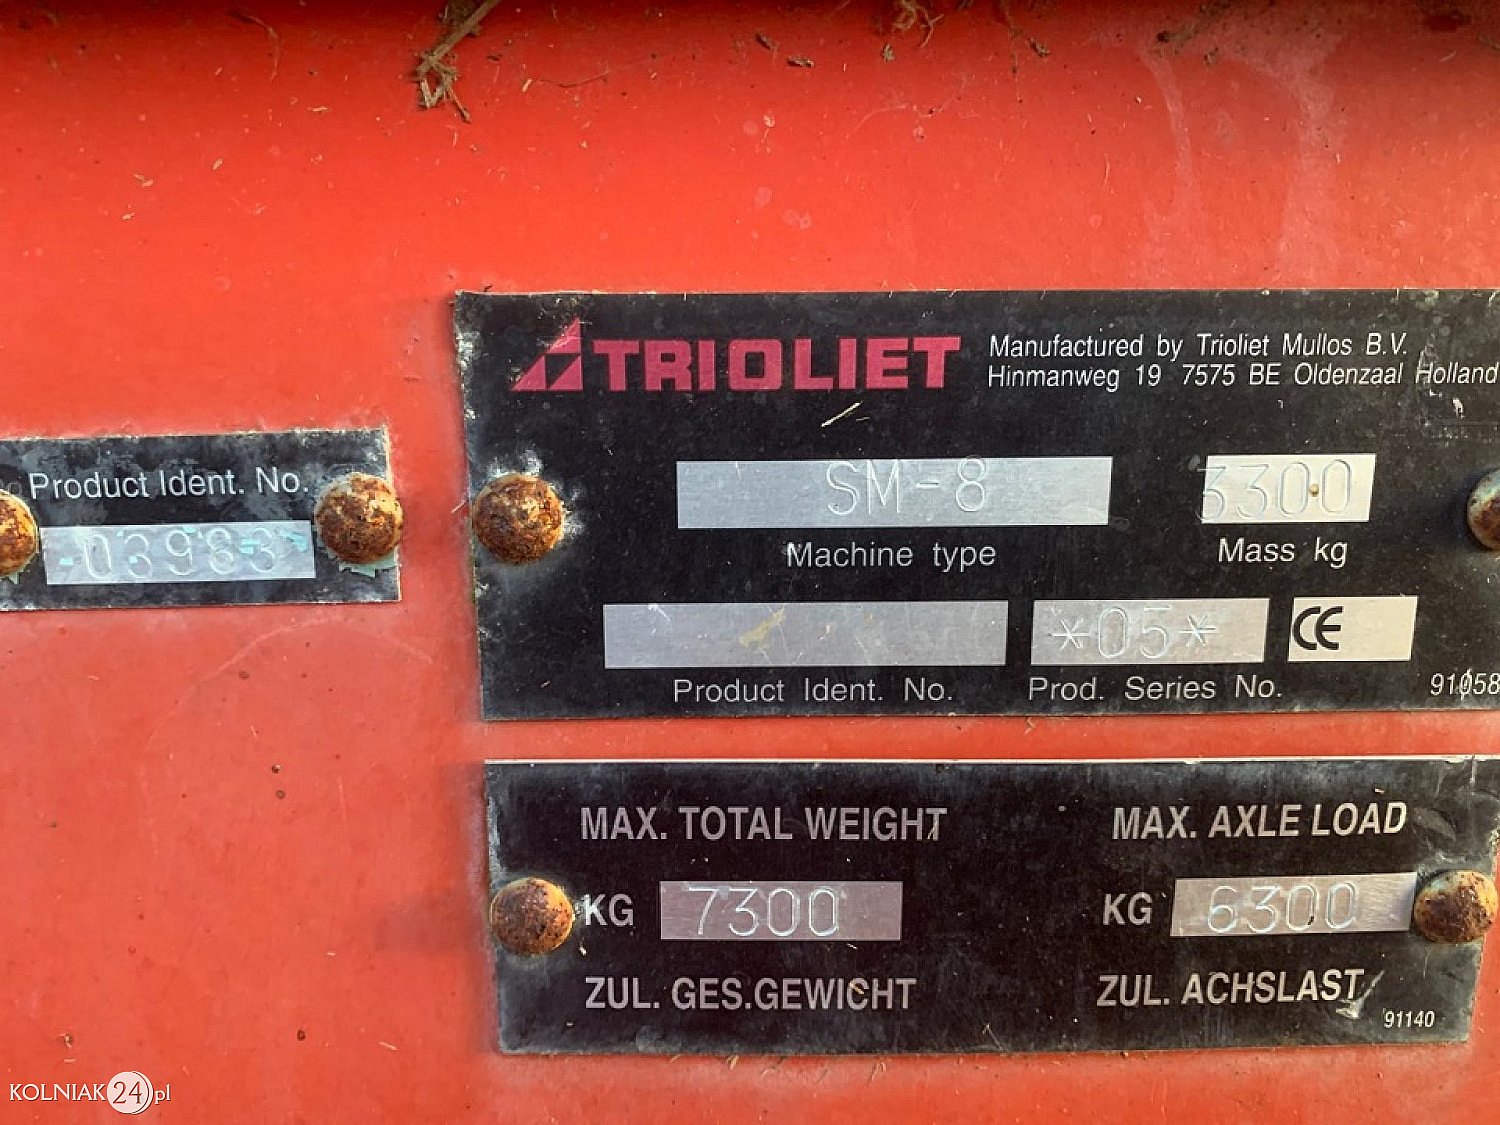 Product Ident. No.
-03983-
TRIOLIET
Manufactured by Trioliet Mullos B.V.
Hinmanweg 19 7575 BE Oldenzaal Holland
SM-8
3300
Machine type
Mass kg
*05*
CE
Product Ident. No.
Prod. Series No.
91058
MAX. TOTAL WEIGHT
MAX. AXLE LOAD
KG 7300
KG 6300
ZUL. GES.GEWICHT
ZUL. ACHSLAST
91140
KOLNIAK24.pl